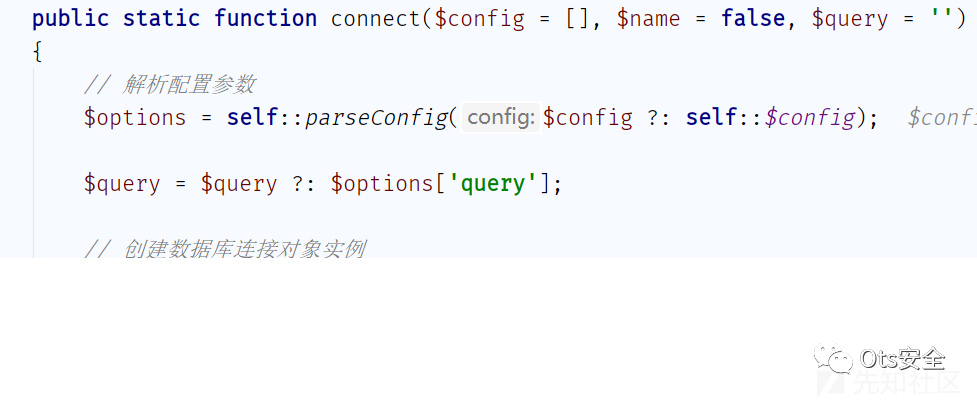 public static function connect($config = [], $name = false, $query = '')
{
// 解析配置参数
$options = self::parseConfig( config: $config ?: self::$config); $conf
$query = $query ?: $options['query'];
// 创建数据库连接对象实例
Ots安全
先知社区